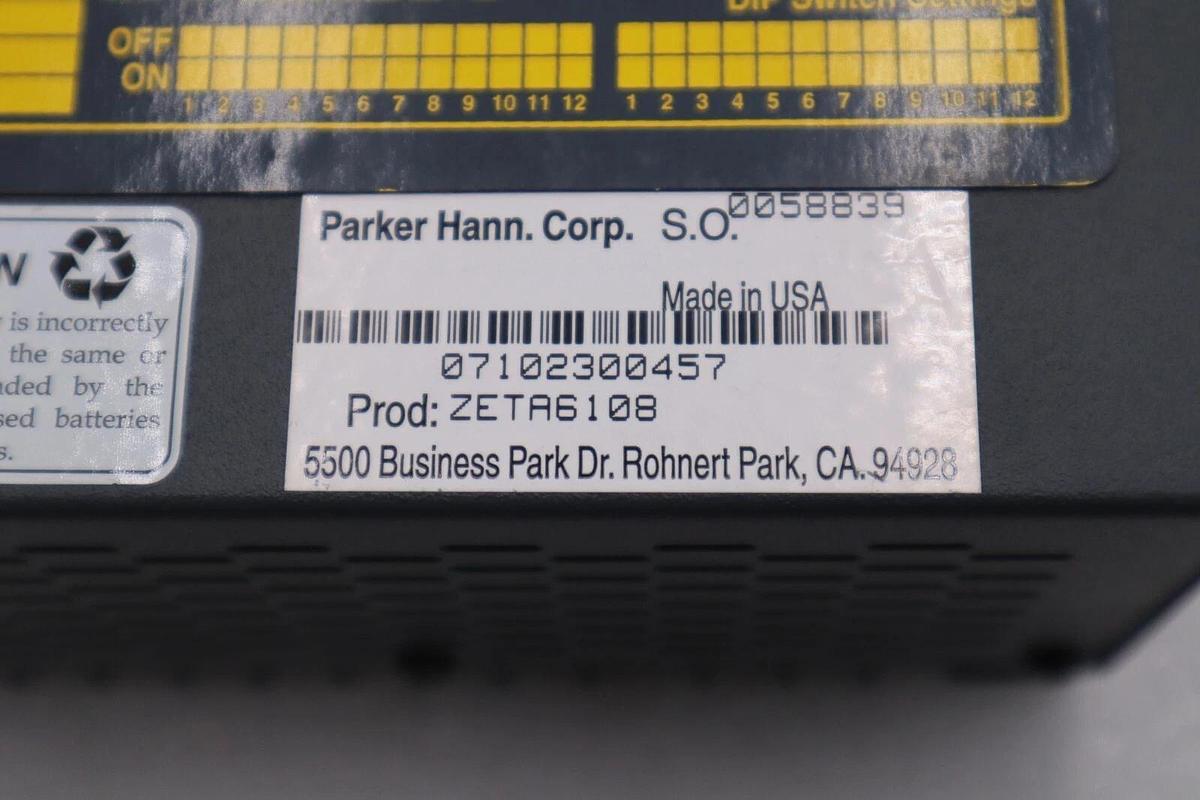 DIP Switch Settings
OFF
ON
1 2 3 4 5 6 7 8 9 10 11 12 1 2 3 4 5 6 7 8 9 10 11 12
Parker Hann. Corp. S.O. 0058839
Made in USA
07102300457
Prod: ZETA6108
5500 Business Park Dr. Rohnert Park, CA. 94928
is incorrectly
the same or
by the
batteries